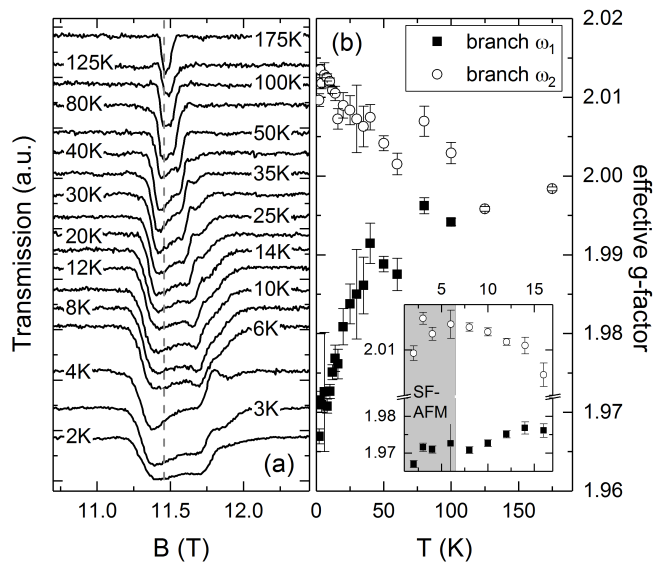 175K
125K
100K
80K
50K
40K
35K
30K
25K
20K
14K
12K
10K
8K
6K
4K
3K
2K
(a)
11.0 11.5 12.0
B (T)
Transmission (a.u.)
(b)
branch ω1
branch ω2
2.02
2.01
2.00
1.99
1.98
1.97
1.96
effective g-factor
5 10 15
2.01
SF-
AFM
1.98
1.97
0 50 100 150
T (K)